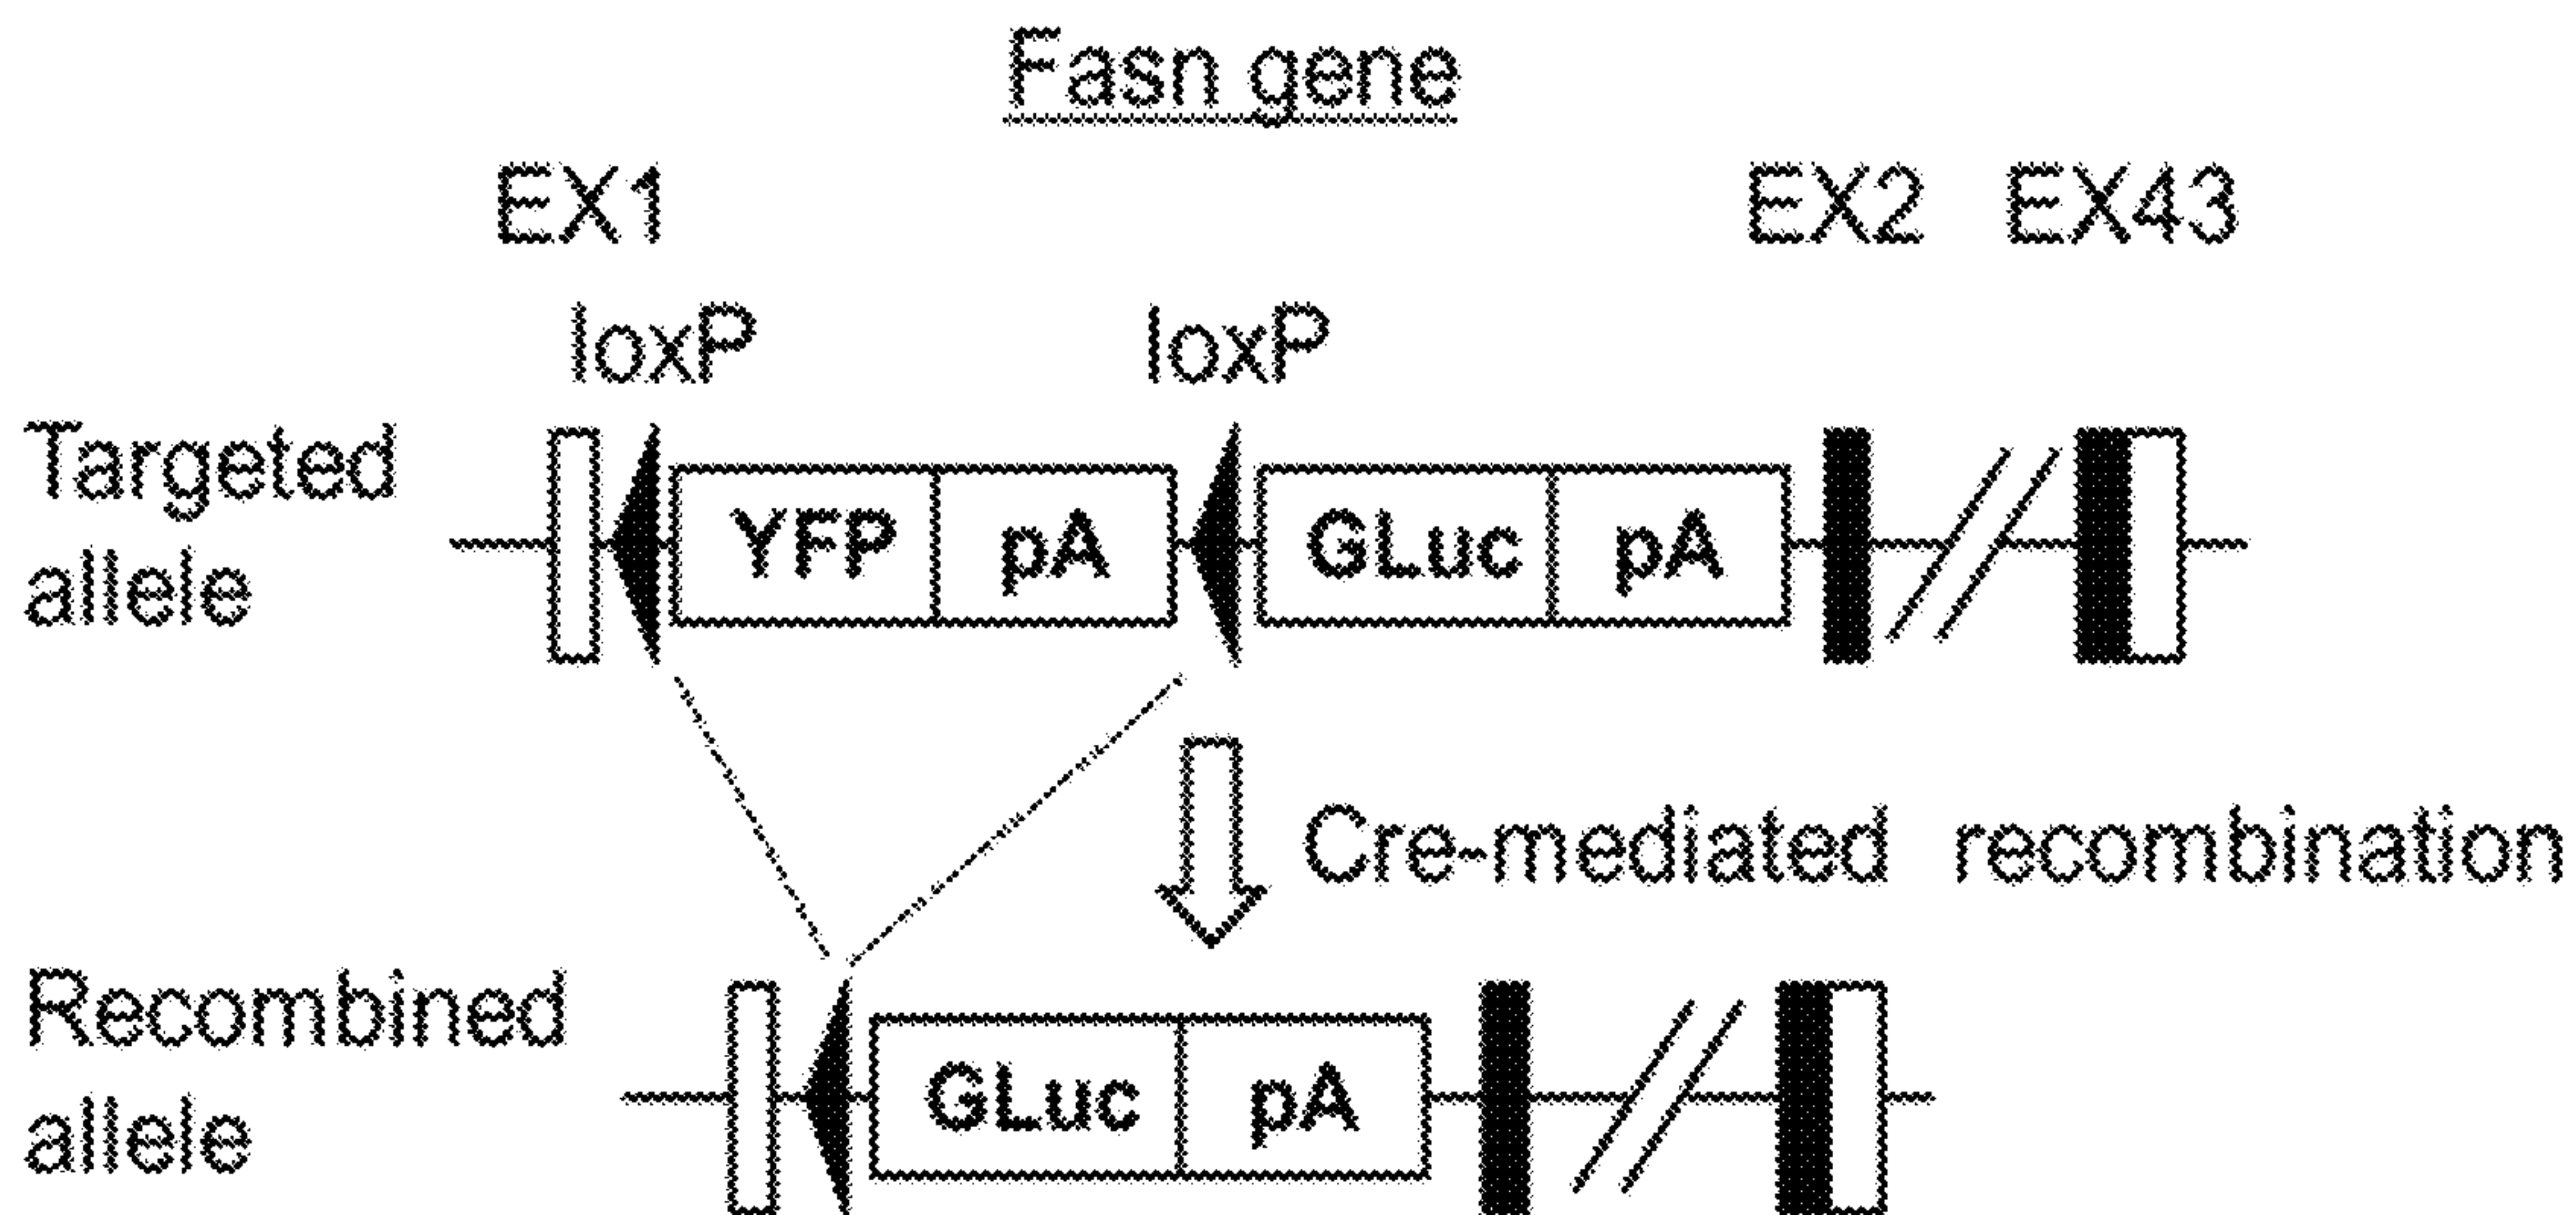 Fasn gene
EX1 EX2 EX43
loxP loxP
Targeted
allele
YFP pA GLuc pA
Cre-mediated recombination
Recombined
allele
GLuc pA